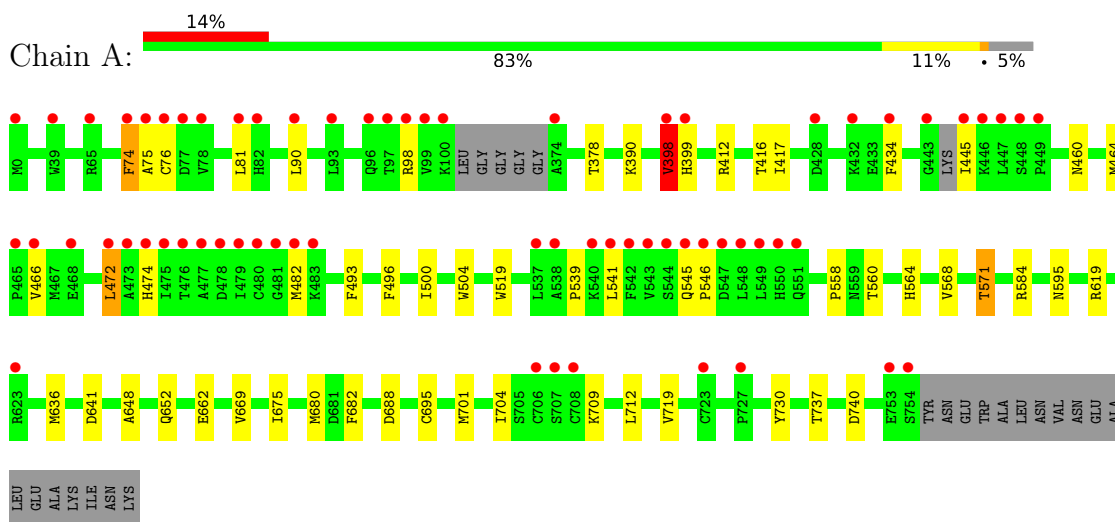 14%
Chain A:
83% 11% • 5%
M0 W39 R65 F74 A75 C76 D77 V78 L81 H82 L90 L93 Q96 T97 R98 V99 K100 LEU GLY GLY GLY GLY A374 T378 K390 V398 H399 R412 T416 I417 D428 K432 E433 F434 G443 LYS I445 K446 L447 S448 P449 N460 M464
P465 V466 M467 E468 L472 A473 H474 I475 T476 A477 D478 I479 C480 G481 M482 K483 F493 F496 I500 W504 W519 L537 A538 P539 K540 L541 F542 V543 S544 Q545 P546 D547 L548 L549 H550 Q551 P558 N559 T560 H564 V568 T571 R584 N595 R619
R623 M636 D641 A648 Q652 E662 V669 I675 M680 D681 F682 D688 C695 M701 I704 S705 C706 S707 C708 K709 L712 V719 C723 P727 Y730 T737 D740 E753 S754 TYR ASN GLU TRP ALA LEU ASN VAL ASN GLU ALA
LEU GLU ALA LYS ILE ASN LYS